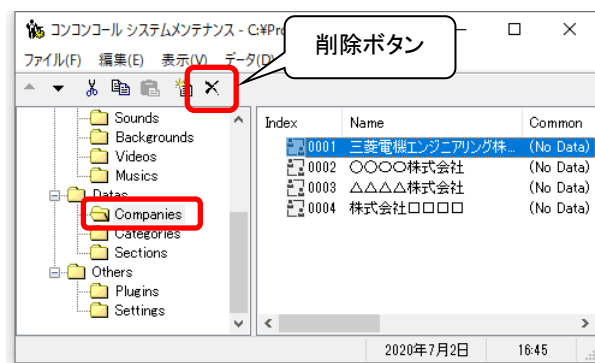 コンコンコール システムメンテナンス - C:¥Pro
削除ボタン
ファイル(F) 編集(E) 表示(V) データ(D)
Sounds
Backgrounds
Videos
Musics
Datas
Companies
Categories
Sections
Others
Plugins
Settings
Index Name Common
0001 三菱電機エンジニアリング株... (No Data)
0002 〇〇〇〇株式会社 (No Data)
0003 △△△△株式会社 (No Data)
0004 株式会社□□□□ (No Data)
2020年7月2日 16:45